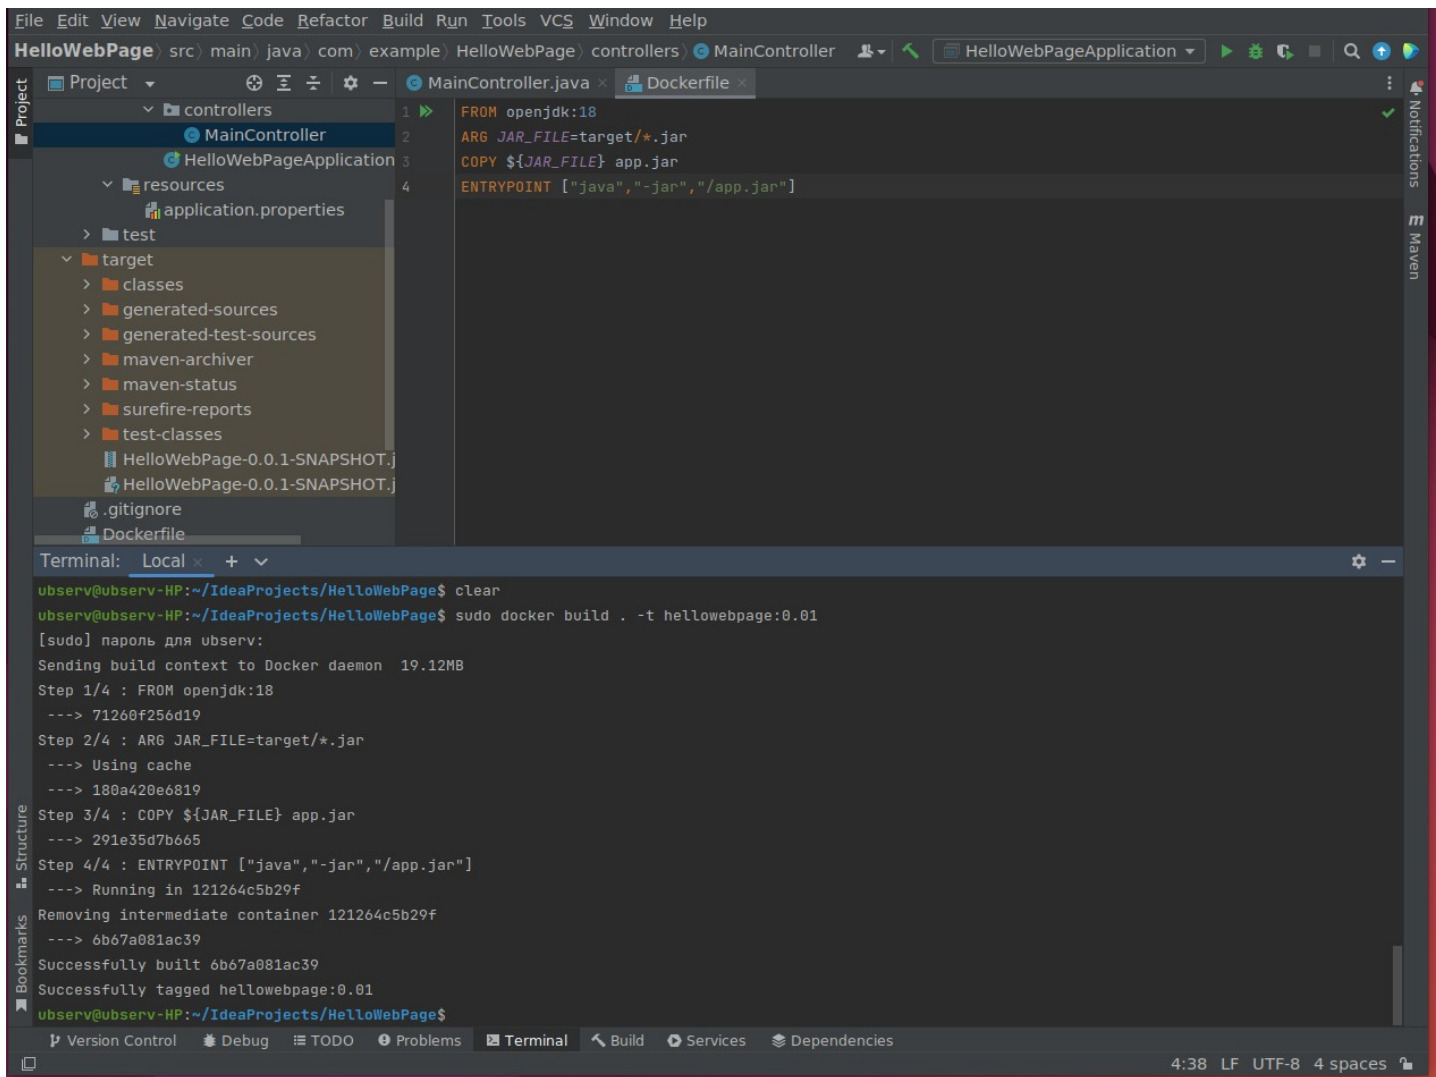 File Edit View Navigate Code Refactor Build Run Tools VCS Window Help
HelloWebPage src main java com example HelloWebPage controllers MainController HelloWebPageApplication
Project
Project
MainController.java
Dockerfile
controllers
MainController
HelloWebPageApplication
resources
application.properties
test
target
classes
generated-sources
generated-test-sources
maven-archiver
maven-status
surefire-reports
test-classes
HelloWebPage-0.0.1-SNAPSHOT.j
HelloWebPage-0.0.1-SNAPSHOT.j
.gitignore
Dockerfile
1 FROM openjdk:18
2 ARG JAR_FILE=target/*.jar
3 COPY ${JAR_FILE} app.jar
4 ENTRYPOINT ["java","-jar","/app.jar"]
Notifications
Maven
Terminal: Local
ubserv@ubserv-HP:~/IdeaProjects/HelloWebPage$ clear
ubserv@ubserv-HP:~/IdeaProjects/HelloWebPage$ sudo docker build . -t hellowebpage:0.01
[sudo] пароль для ubserv:
Sending build context to Docker daemon  19.12MB
Step 1/4 : FROM openjdk:18
 ---> 71260f256d19
Step 2/4 : ARG JAR_FILE=target/*.jar
 ---> Using cache
 ---> 180a420e6819
Step 3/4 : COPY ${JAR_FILE} app.jar
 ---> 291e35d7b665
Step 4/4 : ENTRYPOINT ["java","-jar","/app.jar"]
 ---> Running in 121264c5b29f
Removing intermediate container 121264c5b29f
 ---> 6b67a081ac39
Successfully built 6b67a081ac39
Successfully tagged hellowebpage:0.01
ubserv@ubserv-HP:~/IdeaProjects/HelloWebPage$
Structure
Bookmarks
Version Control Debug TODO Problems Terminal Build Services Dependencies
4:38 LF UTF-8 4 spaces